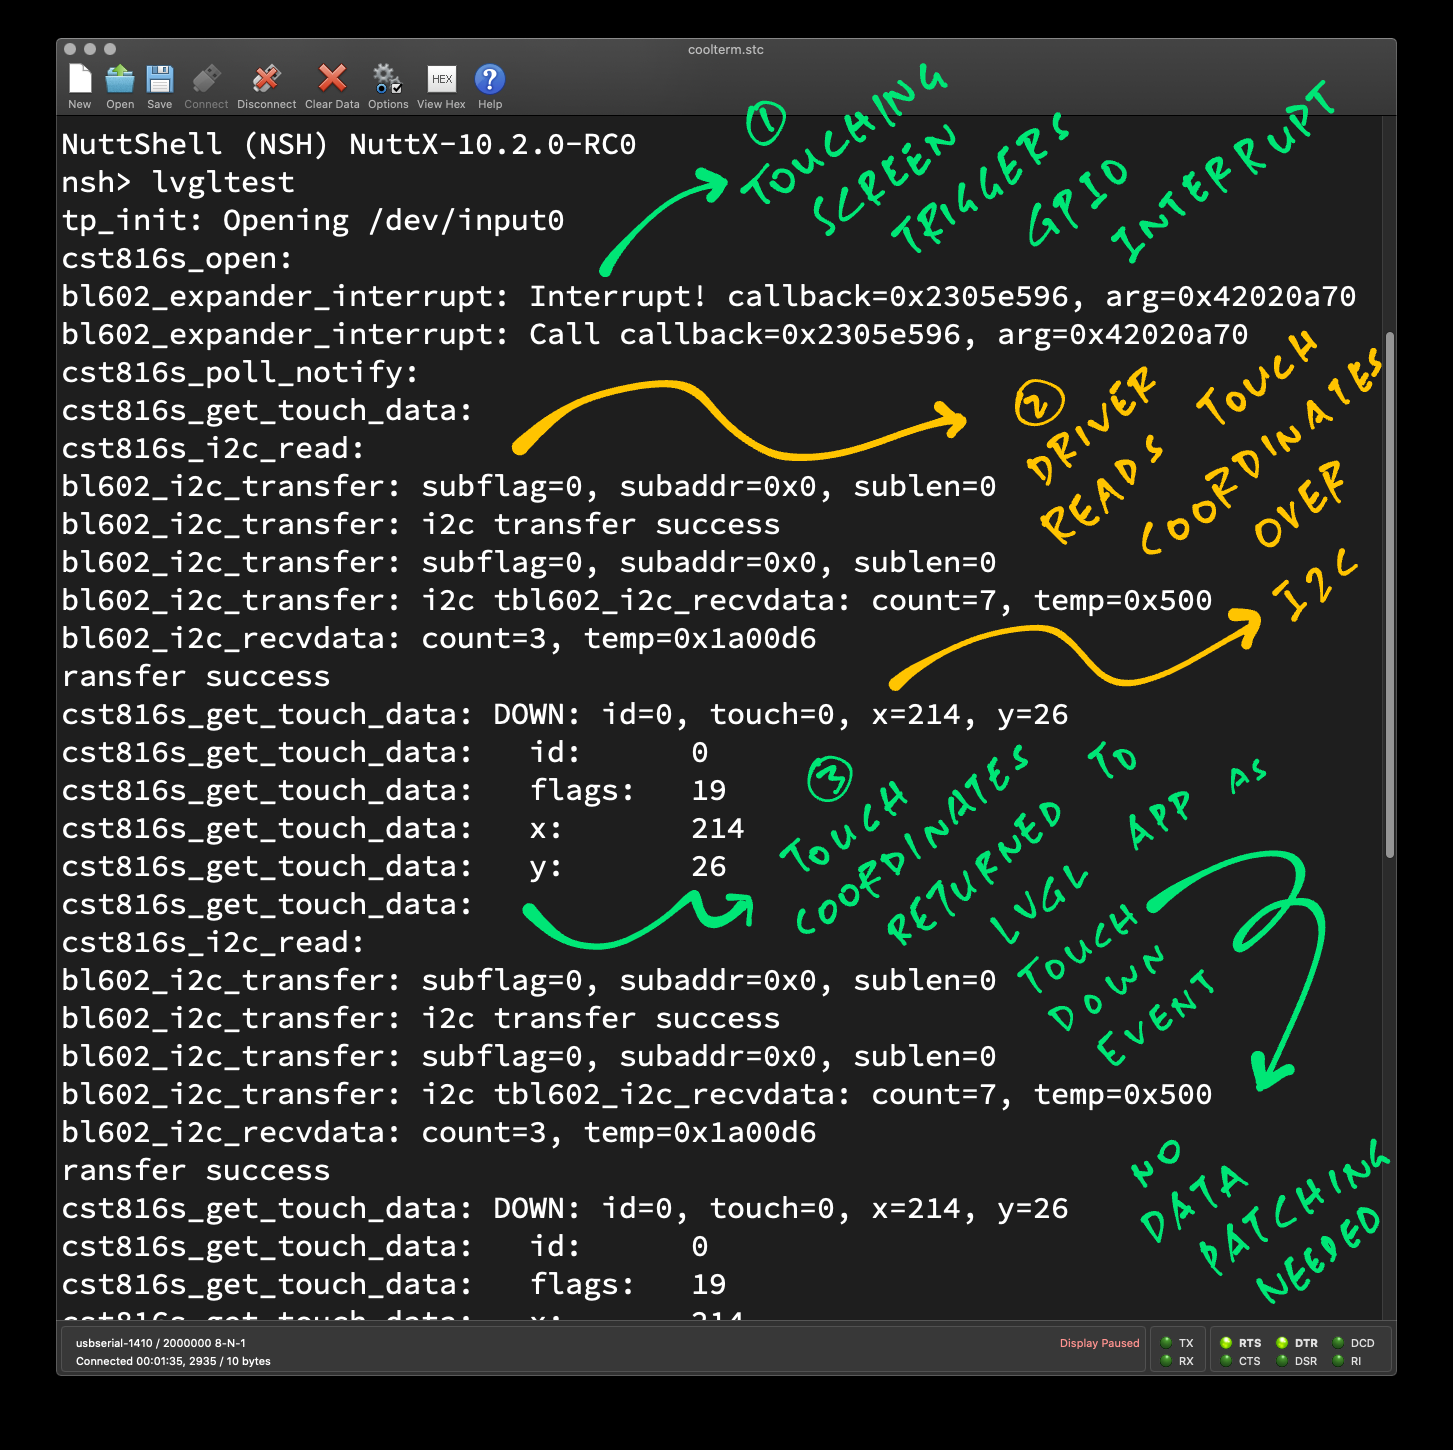 coolterm.stc
New Open Save Connect Disconnect Clear Data Options View Hex Help
HEX
?
NuttShell (NSH) NuttX-10.2.0-RC0
nsh> lvgltest
tp_init: Opening /dev/input0
cst816s_open:
bl602_expander_interrupt: Interrupt! callback=0x2305e596, arg=0x42020a70
bl602_expander_interrupt: Call callback=0x2305e596, arg=0x42020a70
cst816s_poll_notify:
cst816s_get_touch_data:
cst816s_i2c_read:
bl602_i2c_transfer: subflag=0, subaddr=0x0, sublen=0
bl602_i2c_transfer: i2c transfer success
bl602_i2c_transfer: subflag=0, subaddr=0x0, sublen=0
bl602_i2c_transfer: i2c tbl602_i2c_recvdata: count=7, temp=0x500
bl602_i2c_recvdata: count=3, temp=0x1a00d6
ransfer success
cst816s_get_touch_data: DOWN: id=0, touch=0, x=214, y=26
cst816s_get_touch_data:   id:      0
cst816s_get_touch_data:   flags:   19
cst816s_get_touch_data:   x:       214
cst816s_get_touch_data:   y:       26
cst816s_get_touch_data:
cst816s_i2c_read:
bl602_i2c_transfer: subflag=0, subaddr=0x0, sublen=0
bl602_i2c_transfer: i2c transfer success
bl602_i2c_transfer: subflag=0, subaddr=0x0, sublen=0
bl602_i2c_transfer: i2c tbl602_i2c_recvdata: count=7, temp=0x500
bl602_i2c_recvdata: count=3, temp=0x1a00d6
ransfer success
cst816s_get_touch_data: DOWN: id=0, touch=0, x=214, y=26
cst816s_get_touch_data:   id:      0
cst816s_get_touch_data:   flags:   19
cst816s_get_touch_data:   x:       214
1
TOUCHING
SCREEN
TRIGGERS
GPIO
INTERRUPT
2
DRIVER
READS TOUCH
COORDINATES
OVER
I2C
3
TOUCH
COORDINATES
RETURNED TO
LVGL APP AS
TOUCH
DOWN
EVENT
NO
DATA
PATCHING
NEEDED
usbserial-1410 / 2000000 8-N-1
Connected 00:01:35, 2935 / 10 bytes
Display Paused
TX RTS DTR DCD
RX CTS DSR RI